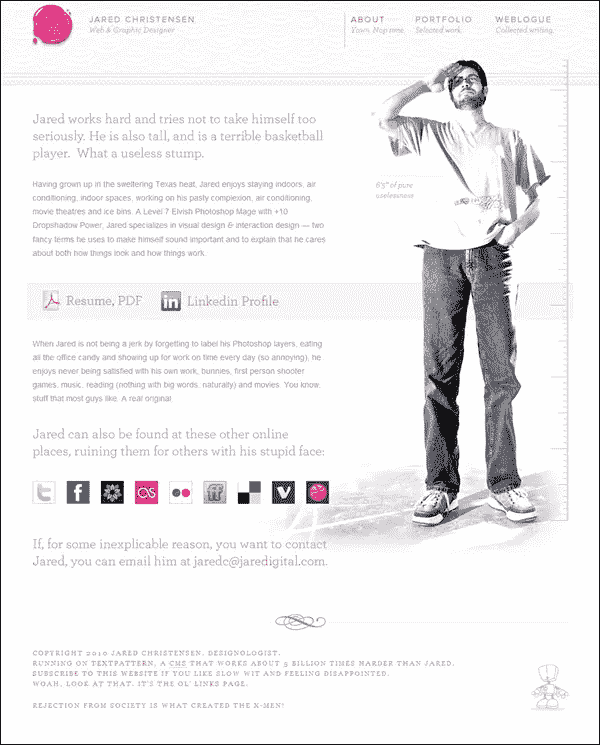 JARED CHRISTENSEN
Web & Graphic Designer
ABOUT
Yawn. Nap time.
PORTFOLIO
Selected work.
WEBLOGUE
Collected writing.
Jared works hard and tries not to take himself too
seriously. He is also tall, and is a terrible basketball
player. What a useless stump.
6'5" of pure
uselessness
Having grown up in the sweltering Texas heat, Jared enjoys staying indoors, air
conditioning, indoor spaces, working on his pasty complexion, air conditioning,
movie theatres and ice bins. A Level 7 Elvish Photoshop Mage with +10
Dropshadow Power, Jared specializes in visual design & interaction design — two
fancy terms he uses to make himself sound important and to explain that he cares
about both how things look and how things work.
Resume, PDF
in
Linkedin Profile
When Jared is not being a jerk by forgetting to label his Photoshop layers, eating
all the office candy and showing up for work on time every day (so annoying), he
enjoys never being satisfied with his own work, bunnies, first person shooter
games, music, reading (nothing with big words, naturally) and movies. You know,
stuff that most guys like. A real original
Jared can also be found at these other online
places, ruining them for others with his stupid face:
t f as ff V
If, for some inexplicable reason, you want to contact
Jared, you can email him at jaredc@jaredigital.com.
COPYRIGHT 2010 JARED CHRISTENSEN. DESIGNOLOGIST.
RUNNING ON TEXTPATTERN, A CMS THAT WORKS ABOUT 5 BILLION TIMES HARDER THAN JARED.
SUBSCRIBE TO THIS WEBSITE IF YOU LIKE SLOW WIT AND FEELING DISAPPOINTED.
WOAH, LOOK AT THAT. IT'S THE OL' LINKS PAGE.
REJECTION FROM SOCIETY IS WHAT CREATED THE X-MEN!